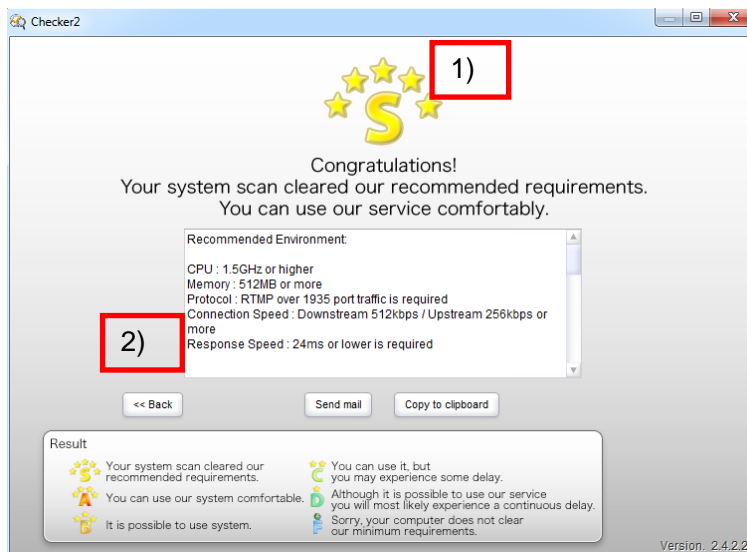 Checker2
1)
S
Congratulations!
Your system scan cleared our recommended requirements.
You can use our service comfortably.
Recommended Environment:
CPU : 1.5GHz or higher
Memory : 512MB or more
Protocol : RTMP over 1935 port traffic is required
Connection Speed : Downstream 512kbps / Upstream 256kbps or
more
Response Speed : 24ms or lower is required
2)
<< Back
Send mail
Copy to clipboard
Result
S
Your system scan cleared our
recommended requirements.
A
You can use our system comfortable.
B
It is possible to use system.
C
You can use it, but
you may experience some delay.
D
Although it is possible to use our service
you will most likely experience a continuous delay.
F
Sorry, your computer does not clear
our minimum requirements.
Version. 2.4.2.2